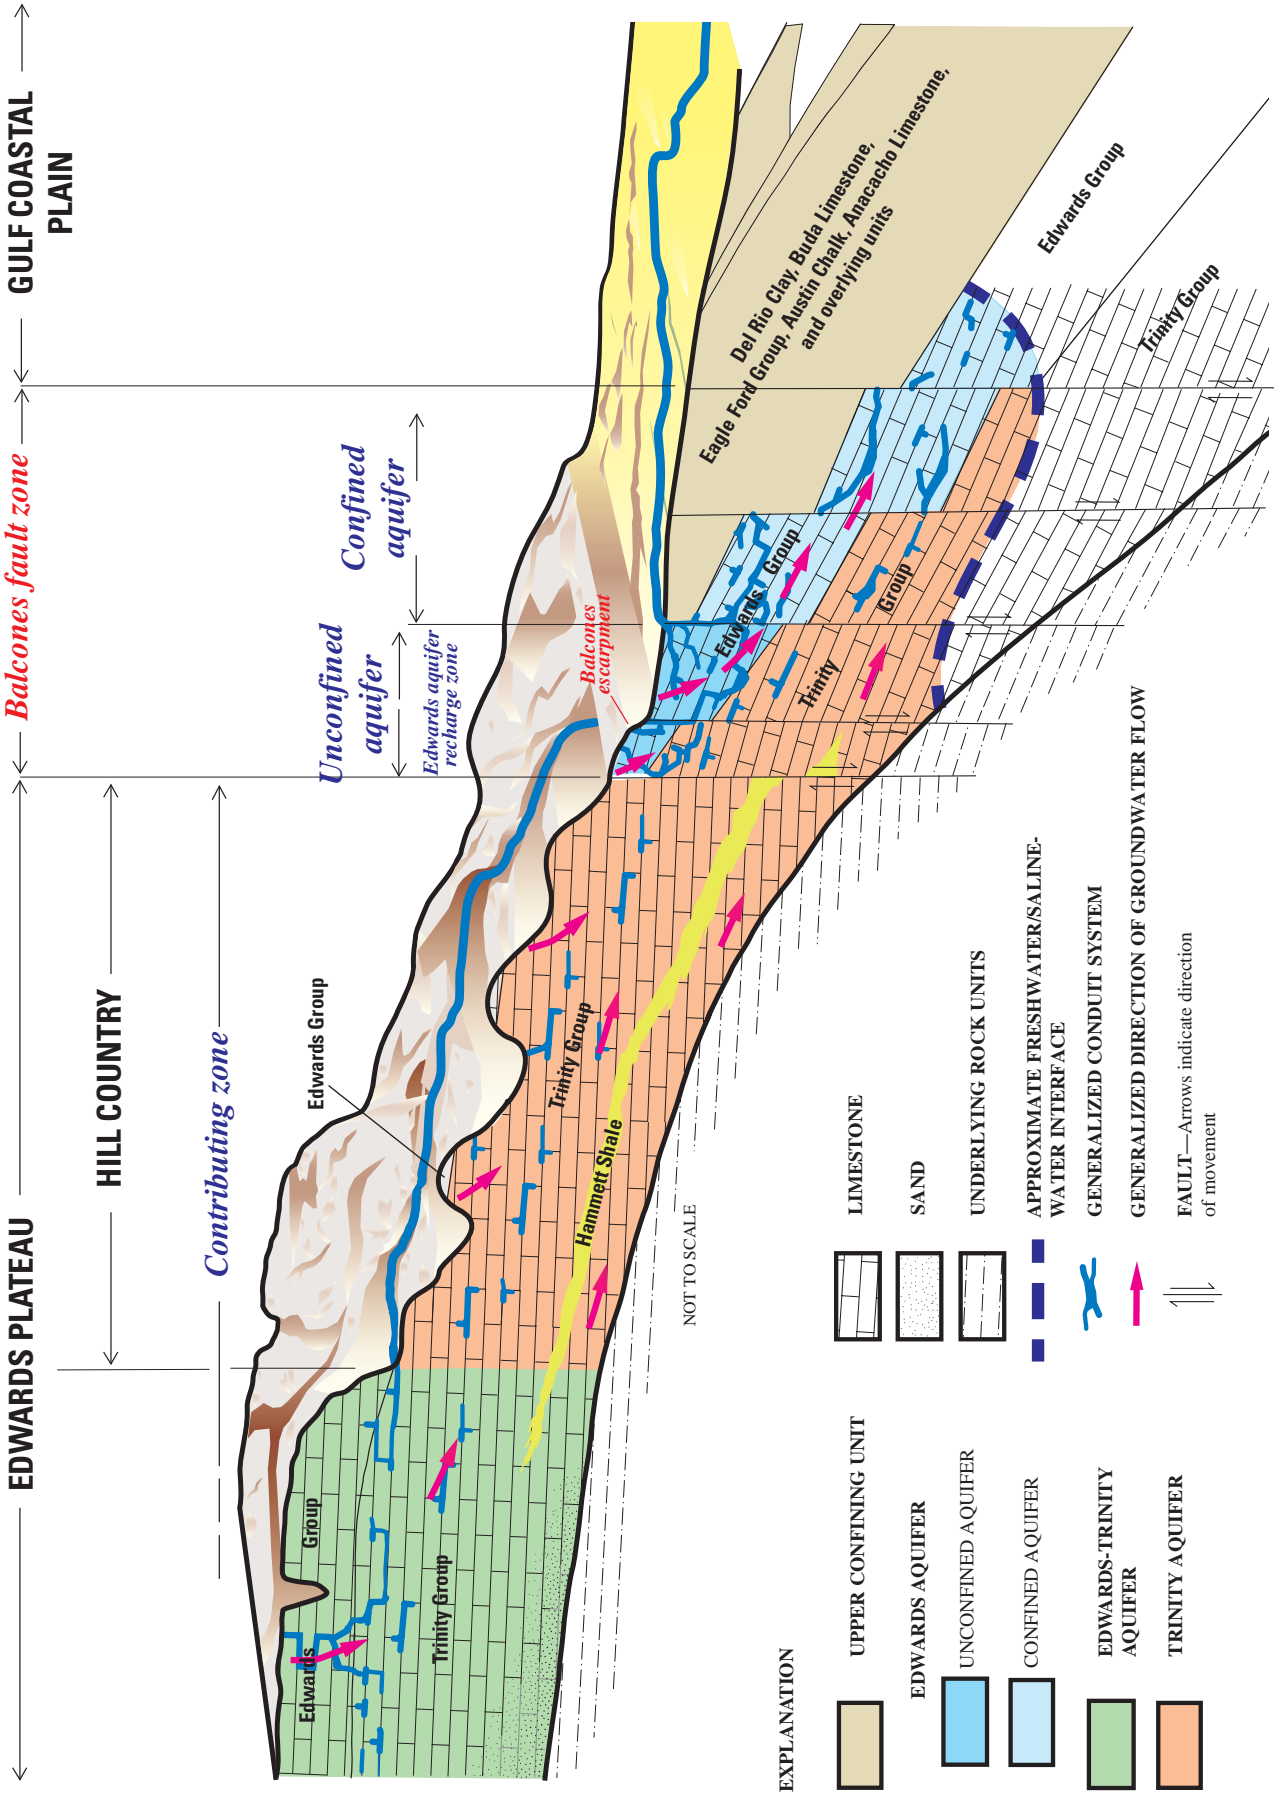 EDWARDS PLATEAU
Balcones fault zone
GULF COASTAL
PLAIN
HILL COUNTRY
Contributing zone
Unconfined
aquifer
Confined
aquifer
Edwards aquifer
recharge zone
Balcones
escarpment
Edwards Group
Edwards
Group
Trinity Group
Trinity Group
Hammett Shale
Edwards Group
Trinity
Group
Del Rio Clay, Buda Limestone,
Eagle Ford Group, Austin Chalk, Anacacho Limestone,
and overlying units
Edwards Group
Trinity Group
NOT TO SCALE
EXPLANATION
UPPER CONFINING UNIT
EDWARDS AQUIFER
UNCONFINED AQUIFER
CONFINED AQUIFER
EDWARDS-TRINITY
AQUIFER
TRINITY AQUIFER
LIMESTONE
SAND
UNDERLYING ROCK UNITS
APPROXIMATE FRESHWATER/SALINE-
WATER INTERFACE
GENERALIZED CONDUIT SYSTEM
GENERALIZED DIRECTION OF GROUNDWATER FLOW
FAULT—Arrows indicate direction
of movement